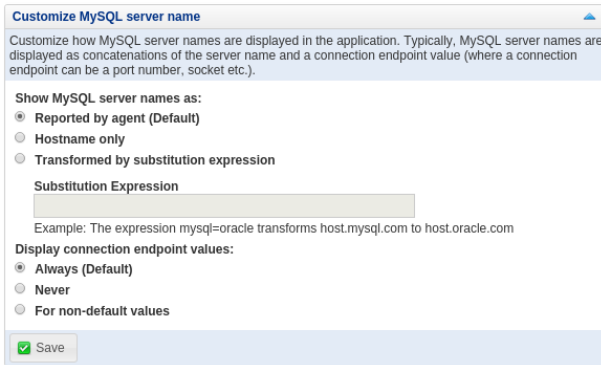 Customize MySQL server name
Customize how MySQL server names are displayed in the application. Typically, MySQL server names are
displayed as concatenations of the server name and a connection endpoint value (where a connection
endpoint can be a port number, socket etc.).
Show MySQL server names as:
Reported by agent (Default)
Hostname only
Transformed by substitution expression
Substitution Expression
Example: The expression mysql=oracle transforms host.mysql.com to host.oracle.com
Display connection endpoint values:
Always (Default)
Never
For non-default values
Save